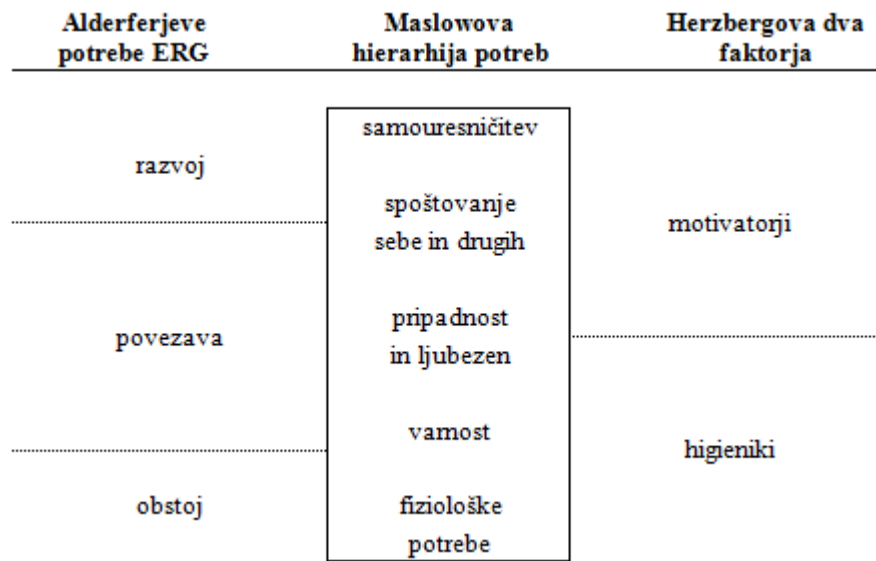 Alderferjeve
potrebe ERG
Maslowova
hierarhija potreb
Herzbergova dva
faktorja
samouresničitev
razvoj
spoštovanje
sebe in drugih
motivatorji
pripadnost
in ljubezen
povezava
varnost
higieniki
obstoj
fiziološke
potrebe